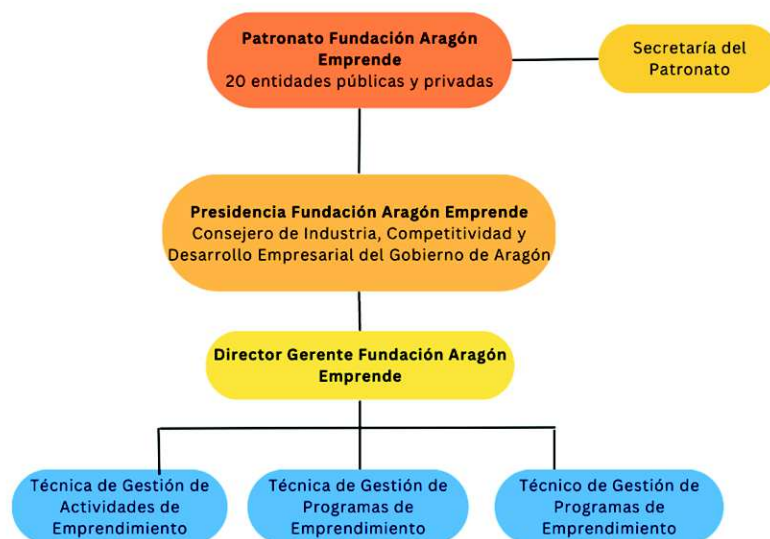 Patronato Fundación Aragón
Emprende
20 entidades públicas y privadas
Secretaría del
Patronato
Presidencia Fundación Aragón Emprende
Consejero de Industria, Competitividad y
Desarrollo Empresarial del Gobierno de Aragón
Director Gerente Fundación Aragón
Emprende
Técnica de Gestión de
Actividades de
Emprendimiento
Técnica de Gestión de
Programas de
Emprendimiento
Técnico de Gestión de
Programas de
Emprendimiento